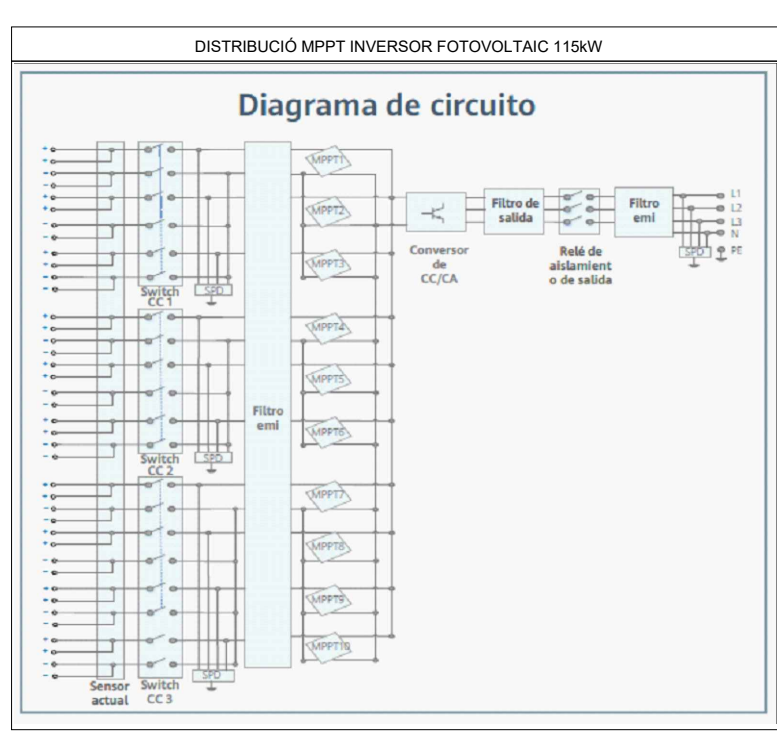 DISTRIBUCIÓ MPPT INVERSOR FOTOVOLTAIC 115kW
Diagrama de circuito
MPPT1
MPPT2
MPPT3
MPPT4
MPPT5
MPPT6
MPPT7
MPPT8
MPPT9
MPPT10
Switch
CC 1
SPD
Switch
CC 2
SPD
Sensor
actual
Switch
CC 3
SPD
Filtro
emi
Conversor
de
CC/CA
Filtro de
salida
Relé de
aislamient
o de salida
Filtro
emi
L1
L2
L3
N
SPD
PE